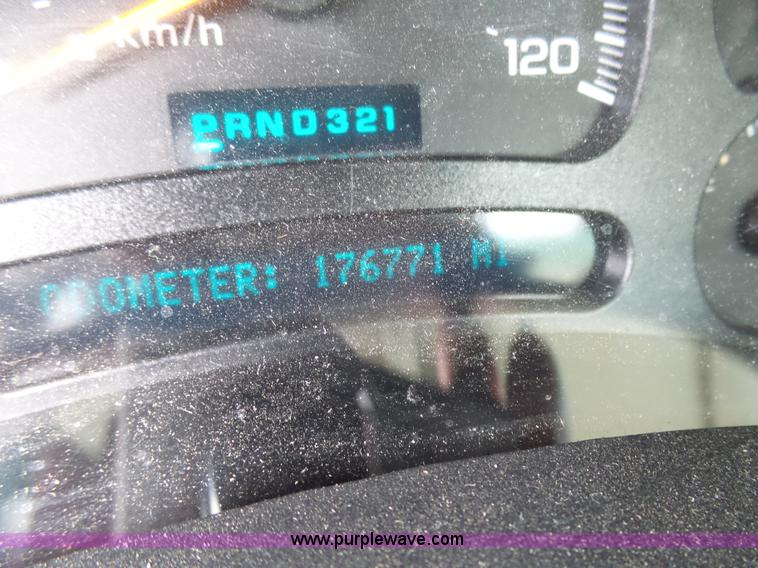 km/h
120
PRND321
ODOMETER: 176771 MI
www.purplewave.com